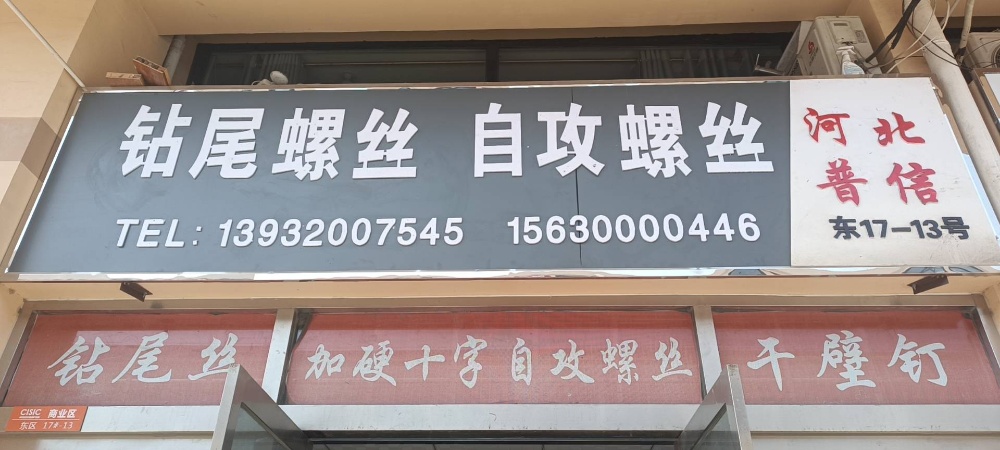 钻尾螺丝 自攻螺丝
TEL: 13932007545 15630000446
河北
普信
东17-13号
钻尾丝 加硬十字自攻螺丝 干壁钉
CISIC 商业区
东区 17#-13